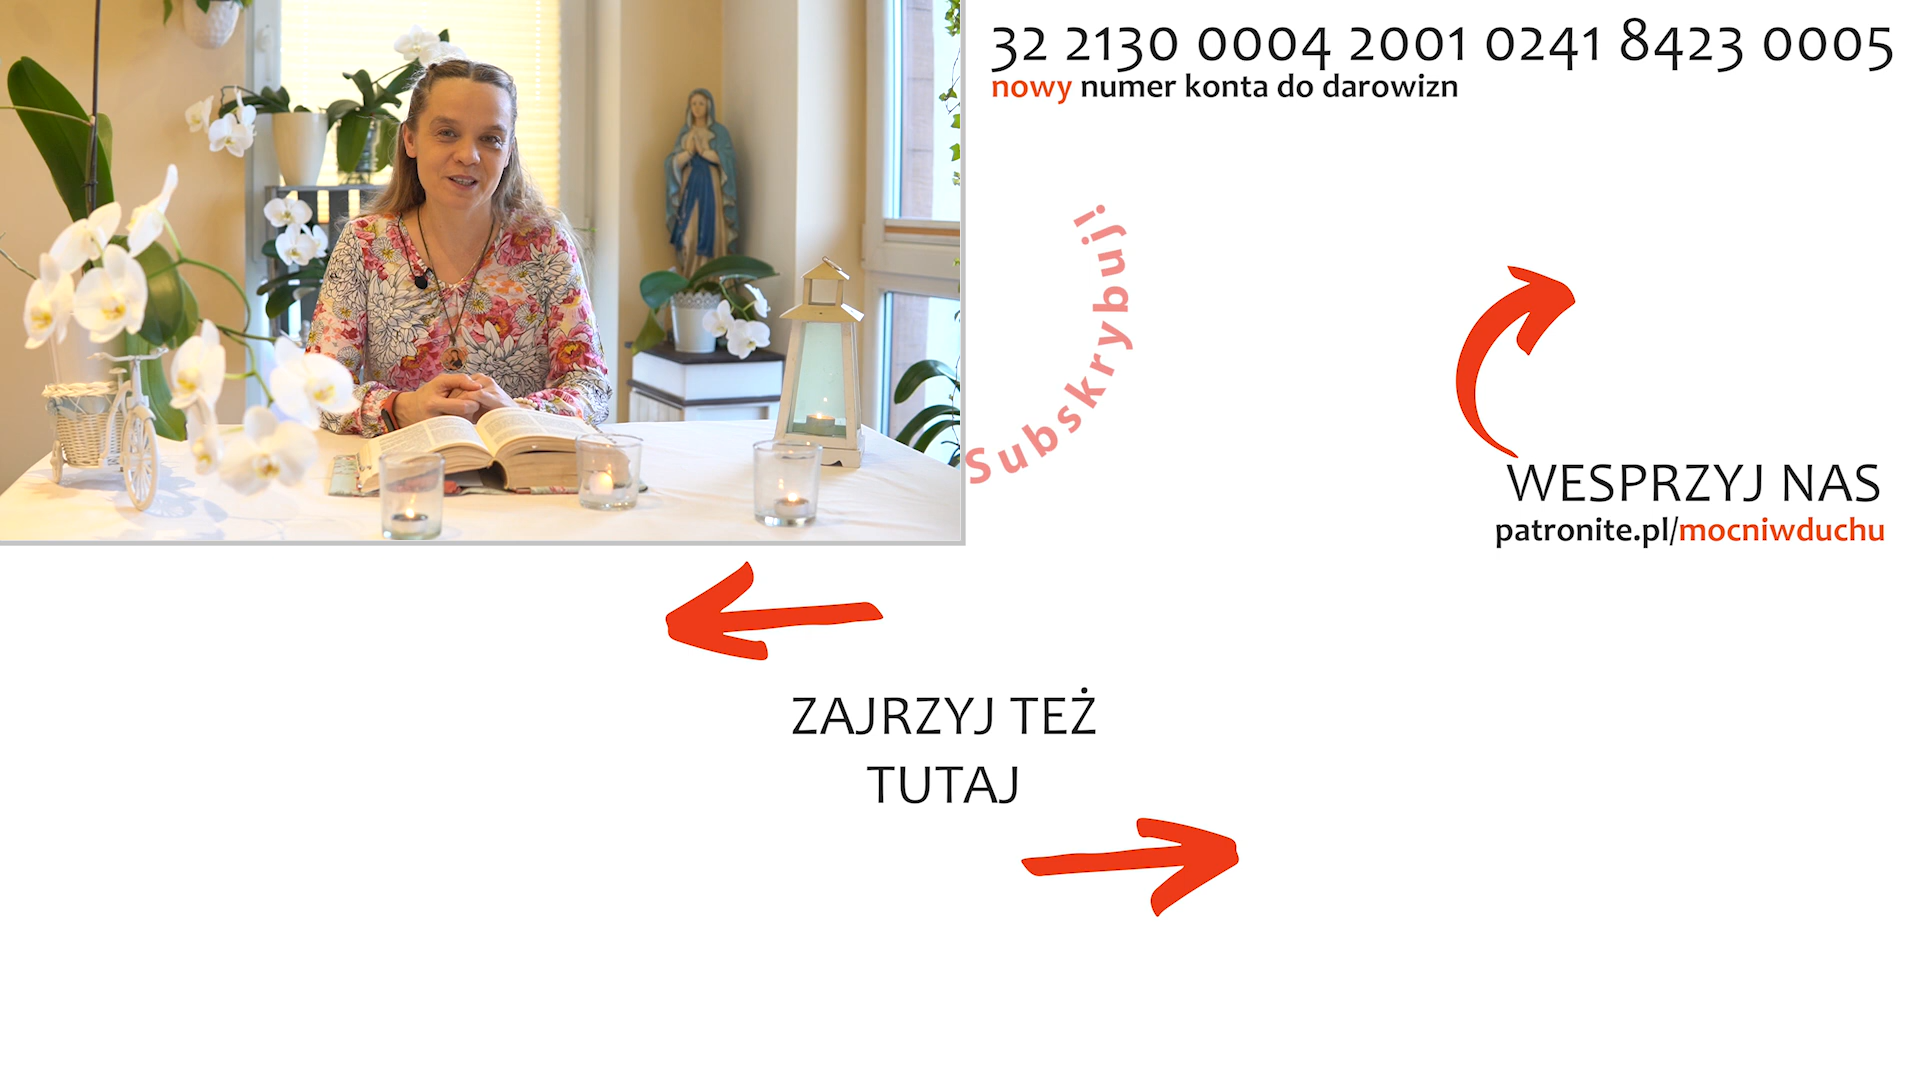 32 2130 0004 2001 0241 8423 0005
nowy numer konta do darowizn
Subskrybuj!
WESPRZYJ NAS
patronite.pl/mocniwduchu
ZAJRZYJ TEŻ
TUTAJ